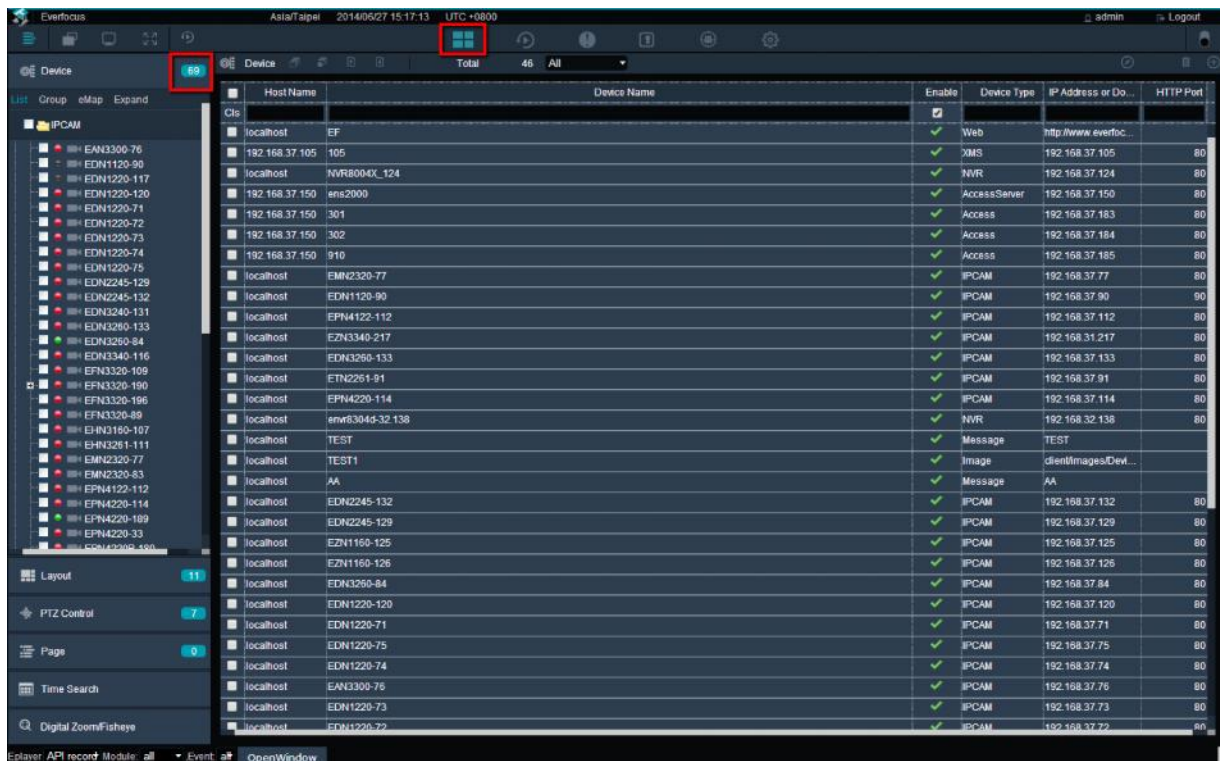 Everfocus Asia/Taipei 2014/06/27 15:17:13 UTC +0800 admin Logout
Device 69
List Group eMap Expand
IPCAM
EAN3300-76
EDN1120-90
EDN1220-117
EDN1220-120
EDN1220-71
EDN1220-72
EDN1220-73
EDN1220-74
EDN1220-75
EDN2245-129
EDN2245-132
EDN3240-131
EDN3260-133
EDN3260-84
EDN3340-116
EFN3320-109
EFN3320-190
EFN3320-196
EFN3320-89
EHN3160-107
EHN3261-111
EMN2320-77
EMN2320-83
EPN4122-112
EPN4220-114
EPN4220-189
EPN4220-33
Layout 11
PTZ Control 7
Page 0
Time Search
Digital Zoom/Fisheye
Device Total 46 All
Host Name Device Name Enable Device Type IP Address or Do... HTTP Port
Cls
localhost EF Web http://www.everfoc...
192.168.37.105 105 XMS 192.168.37.105 80
localhost NVR8004X_124 NVR 192.168.37.124 80
192.168.37.150 ens2000 AccessServer 192.168.37.150 80
192.168.37.150 301 Access 192.168.37.183 80
192.168.37.150 302 Access 192.168.37.184 80
192.168.37.150 910 Access 192.168.37.185 80
localhost EMN2320-77 IPCAM 192.168.37.77 80
localhost EDN1120-90 IPCAM 192.168.37.90 90
localhost EPN4122-112 IPCAM 192.168.37.112 80
localhost EZN3340-217 IPCAM 192.168.31.217 80
localhost EDN3260-133 IPCAM 192.168.37.133 80
localhost ETN2261-91 IPCAM 192.168.37.91 80
localhost EPN4220-114 IPCAM 192.168.37.114 80
localhost envr8304d-32.138 NVR 192.168.32.138 80
localhost TEST Message TEST
localhost TEST1 Image client/images/Devi...
localhost AA Message AA
localhost EDN2245-132 IPCAM 192.168.37.132 80
localhost EDN2245-129 IPCAM 192.168.37.129 80
localhost EZN1160-125 IPCAM 192.168.37.125 80
localhost EZN1160-126 IPCAM 192.168.37.126 80
localhost EDN3260-84 IPCAM 192.168.37.84 80
localhost EDN1220-120 IPCAM 192.168.37.120 80
localhost EDN1220-71 IPCAM 192.168.37.71 80
localhost EDN1220-75 IPCAM 192.168.37.75 80
localhost EDN1220-74 IPCAM 192.168.37.74 80
localhost EAN3300-76 IPCAM 192.168.37.76 80
localhost EDN1220-73 IPCAM 192.168.37.73 80
localhost EDN1220-72 IPCAM 192.168.37.72 80
Eplayer API record Module: all Event: OpenWindow